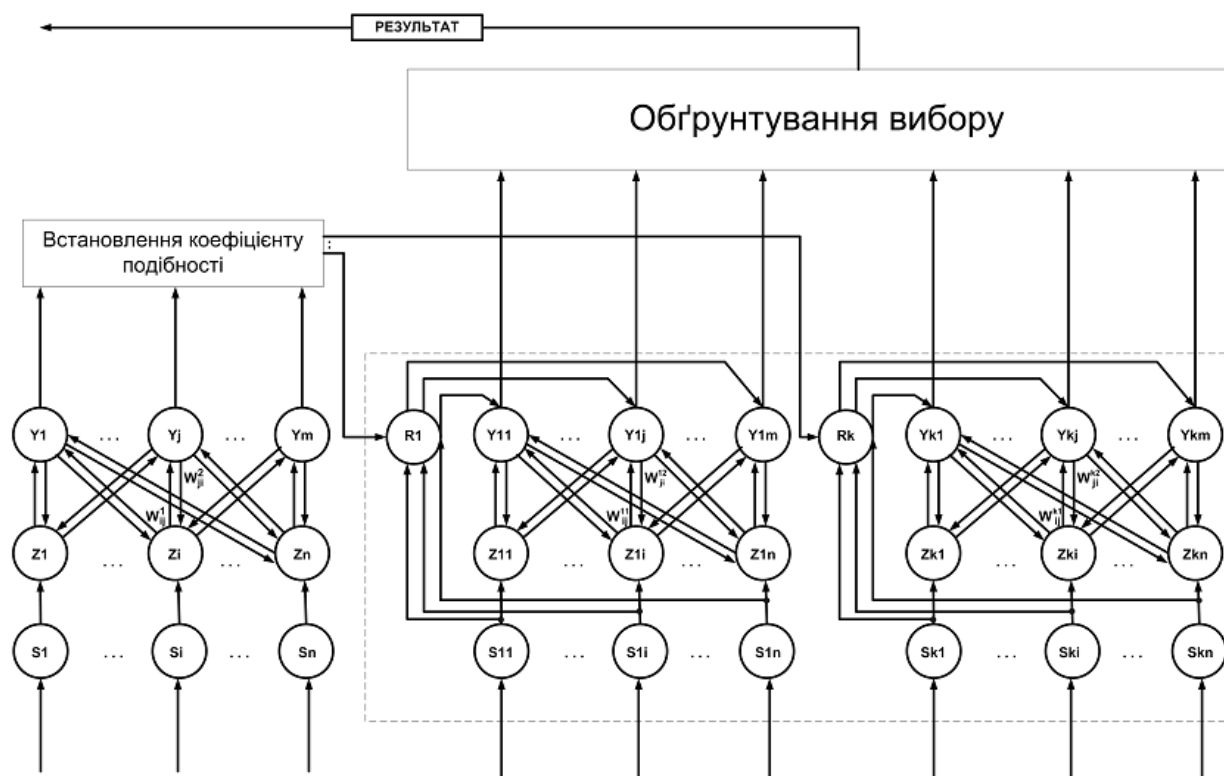 РЕЗУЛЬТАТ
Обґрунтування вибору
Встановлення коефіцієнту
подібності
⋮
Y1 ... Yj ... Ym R1 Y11 ... Y1j ... Y1m Rk Yk1 ... Ykj ... Ykm
W²ji W¹²ji Wᵏ²ji
W¹ij W¹¹ij Wᵏ¹ij
Z1 ... Zi ... Zn Z11 ... Z1i ... Z1n Zk1 ... Zki ... Zkn
S1 ... Si ... Sn S11 ... S1i ... S1n Sk1 ... Ski ... Skn